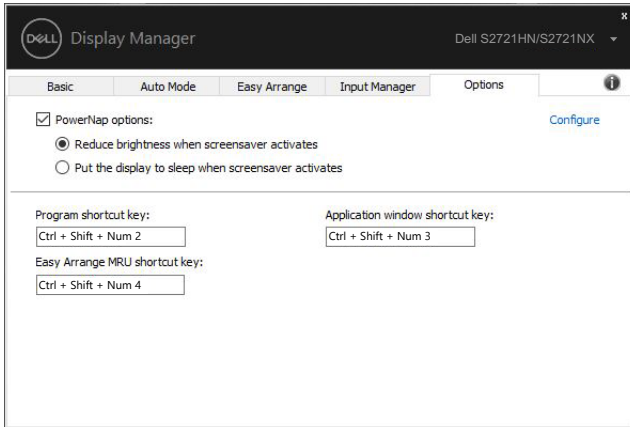 x
DELL Display Manager
Dell S2721HN/S2721NX
Basic Auto Mode Easy Arrange Input Manager Options i
PowerNap options: Configure
Reduce brightness when screensaver activates
Put the display to sleep when screensaver activates
Program shortcut key: Application window shortcut key:
Ctrl + Shift + Num 2 Ctrl + Shift + Num 3
Easy Arrange MRU shortcut key:
Ctrl + Shift + Num 4